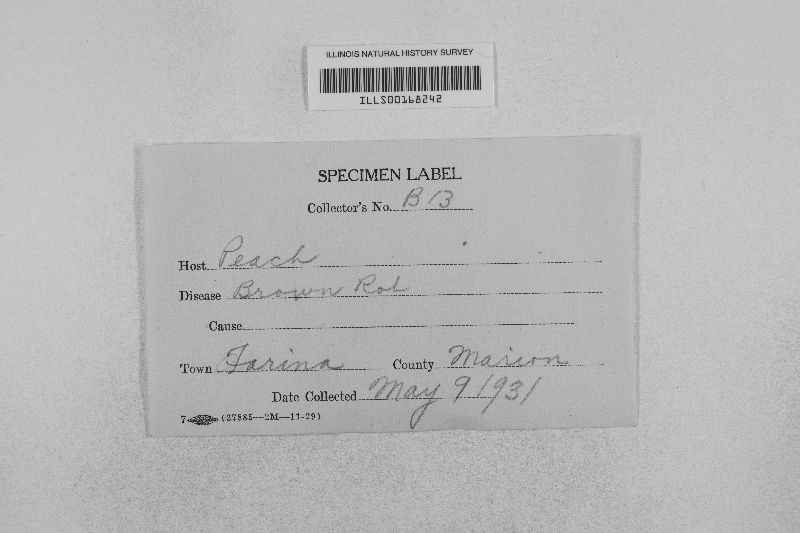 ILLINOIS NATURAL HISTORY SURVEY
ILLS00168242
SPECIMEN LABEL
Collector's No. B13
Host Peach
Disease Brown Rot
Cause
Town Farina County Marion
Date Collected May 9 1931
7 (27885—2M—11-29)